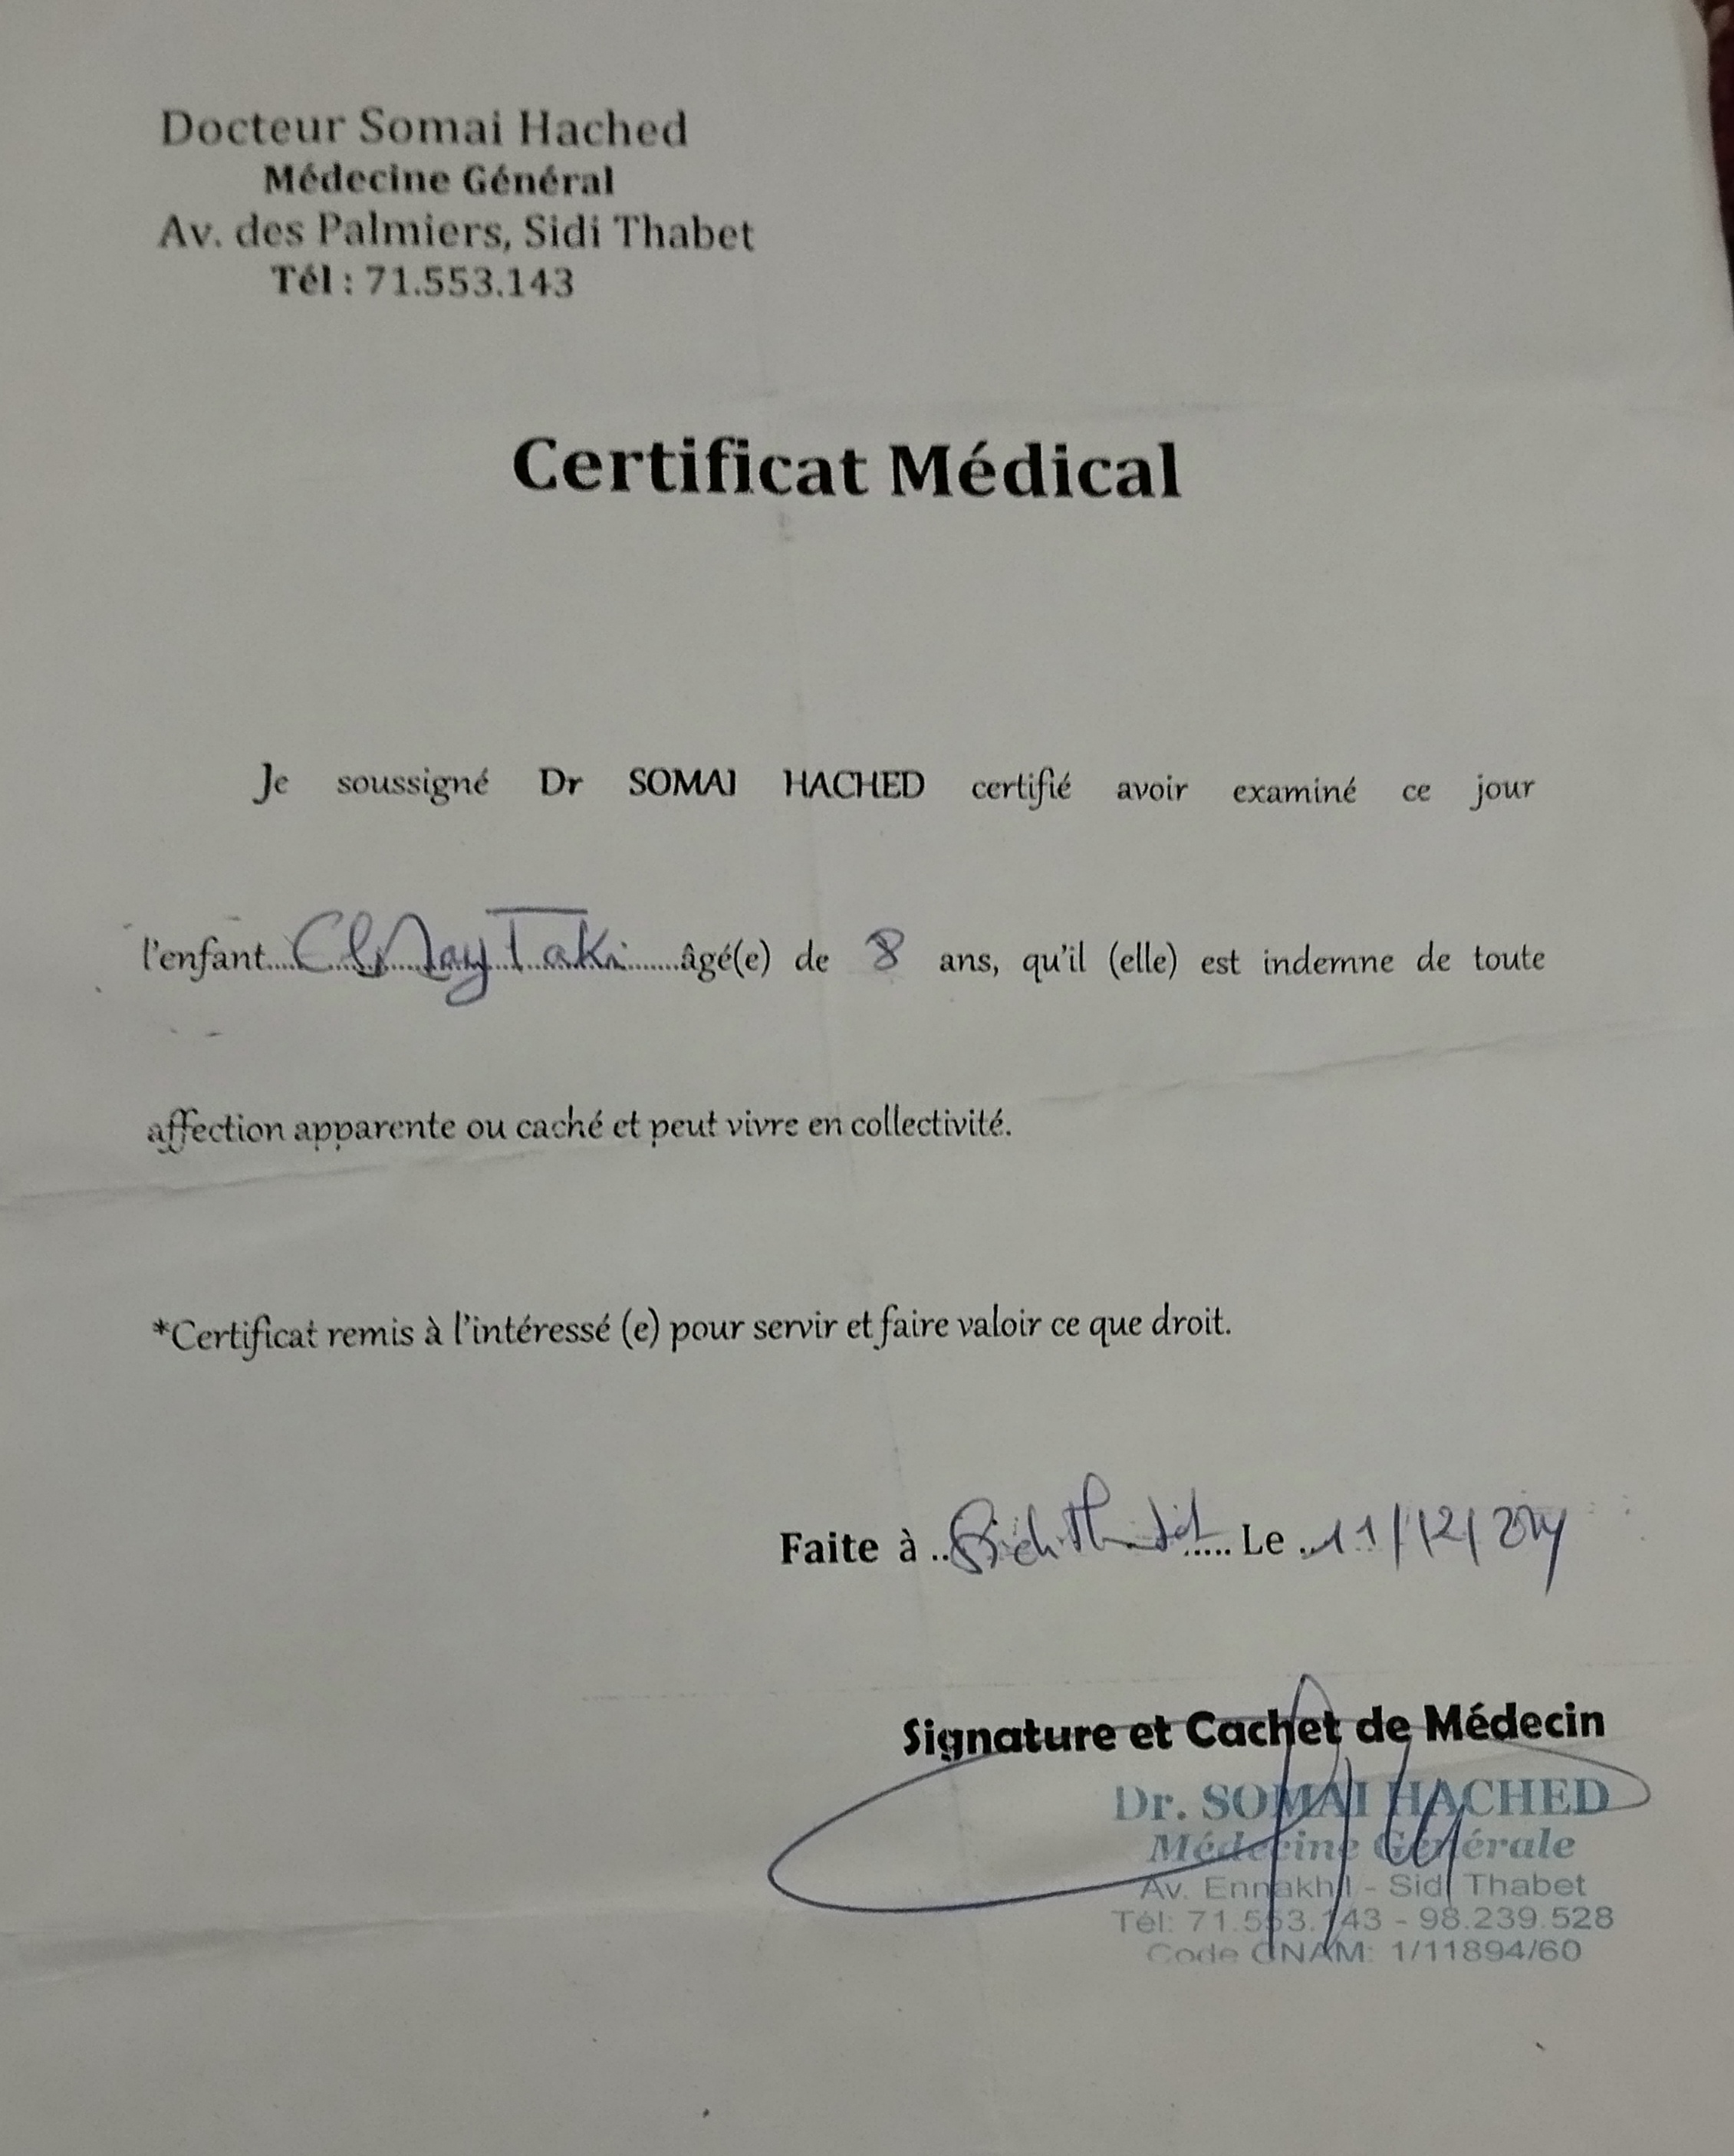 Docteur Somai Hached
Médecine Général
Av. des Palmiers, Sidi Thabet
Tél : 71.553.143
Certificat Médical
Je soussigné Dr SOMAI HACHED certifié avoir examiné ce jour
l'enfant.... Taki......âgé(e) de 8 ans, qu'il (elle) est indemne de toute
affection apparente ou caché et peut vivre en collectivité.
*Certificat remis à l'intéressé (e) pour servir et faire valoir ce que droit.
Faite à ..Sidi Thabet..... Le ..11/12/2024
Signature et Cachet de Médecin
Dr. SOMAI HACHED
Médecine Générale
Av. Ennakhil - Sidi Thabet
Tél: 71.553.143 - 98.239.528
Code CNAM: 1/11894/60